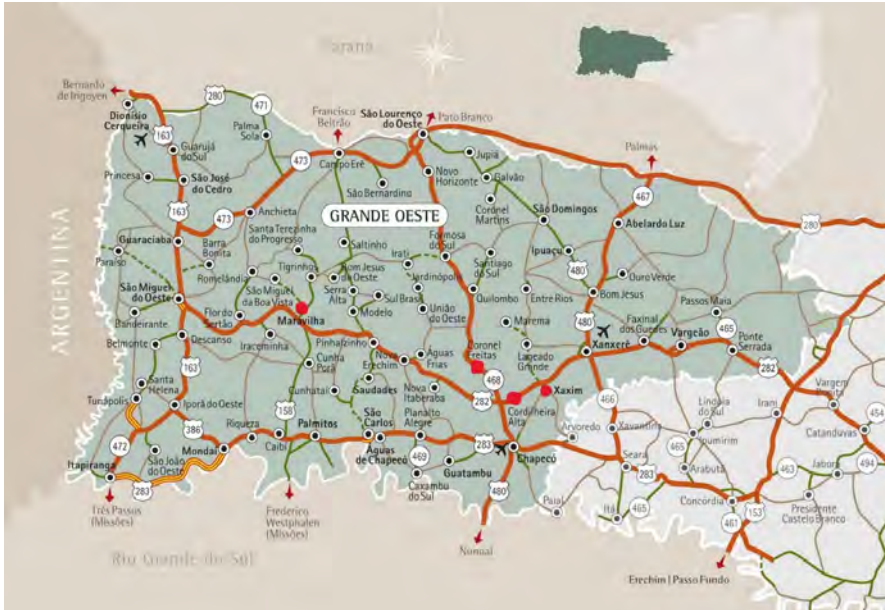 Paraná
Bernardo
de Irigoyen
280
471
Francisco
Beltrão
São Lourenço
do Oeste
Pato Branco
Dionísio
Cerqueira
163
Palma
Sola
Guarujá
do Sul
473
Campo Erê
Jupiá
Palmas
Princesa
São José
do Cedro
São Bernardino
Novo
Horizonte
Galvão
467
163
473
Anchieta
GRANDE OESTE
Coronel
Martins
São Domingos
Abelardo Luz
280
Guaraciaba
Barra
Bonita
Santa Terezinha
do Progresso
Saltinho
Irati
Formosa
do Sul
Ipuaçu
Paraíso
Romelândia
Tigrinhos
Bom Jesus
do Oeste
Jardinópolis
Santiago
do Sul
480
Ouro Verde
ARGENTINA
São Miguel
do Oeste
São Miguel
da Boa Vista
Serra
Alta
Sul Brasil
Quilombo
Entre Rios
Bom Jesus
Passos Maia
Bandeirante
Flor do
Sertão
Maravilha
Modelo
União
do Oeste
Marema
480
Faxinal
dos Guedes
Vargeão
465
Belmonte
Descanso
Iracominha
Pinhalzinho
Coronel
Freitas
Lageado
Grande
Xanxerê
Ponte
Serrada
163
Cunha
Porã
Nova
Erechim
Águas
Frias
468
282
Santa
Helena
Cunhataí
Saudades
Nova
Itaberaba
282
Xaxim
Tunápolis
Iporã do Oeste
158
Cordilheira
Alta
466
Lindóia
do Sul
Irani
Vargem
Bonita
386
Riqueza
Palmitos
São
Carlos
Planalto
Alegre
Arvoredo
Xavantina
Ipumirim
454
Catanduvas
472
Mondaí
Caibi
Águas
de Chapecó
469
283
Chapecó
Seara
465
Itapiranga
São João
do Oeste
Guatambu
283
Arabutã
463
Jaborá
494
283
Caxambu
do Sul
480
Paial
Itá
465
Concórdia
153
Presidente
Castelo Branco
Três Passos
(Missões)
Frederico
Westphalen
(Missões)
461
Rio Grande do Sul
Nonoai
Erechim | Passo Fundo